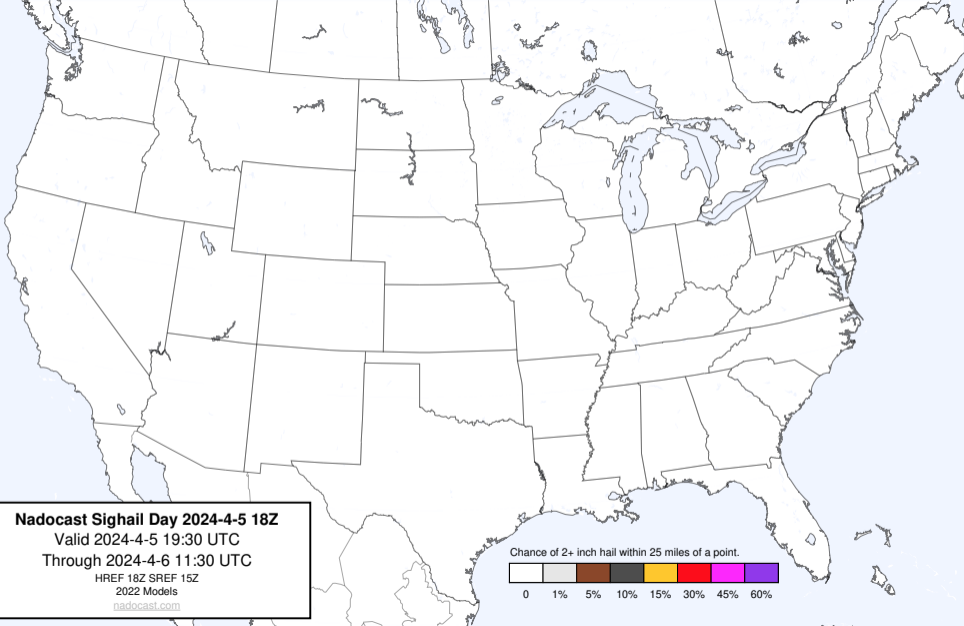 Nadocast Sighail Day 2024-4-5 18Z
Valid 2024-4-5 19:30 UTC
Through 2024-4-6 11:30 UTC
HREF 18Z SREF 15Z
2022 Models
nadocast.com
Chance of 2+ inch hail within 25 miles of a point.
0 1% 5% 10% 15% 30% 45% 60%